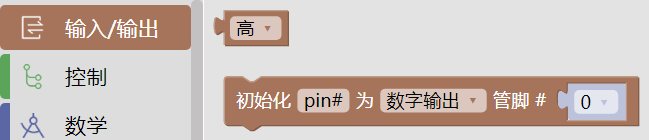 输入/输出
高
控制
初始化 pin# 为 数字输出 管脚 # 0
数学